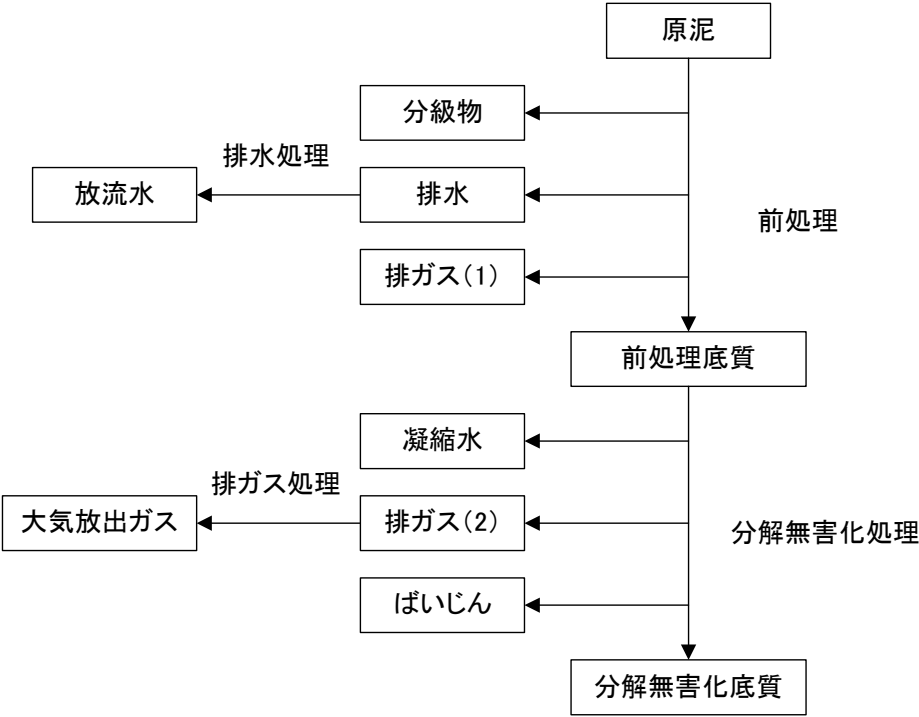 原泥
分級物
排水処理
放流水
排水
前処理
排ガス(1)
前処理底質
凝縮水
排ガス処理
大気放出ガス
排ガス(2)
分解無害化処理
ばいじん
分解無害化底質